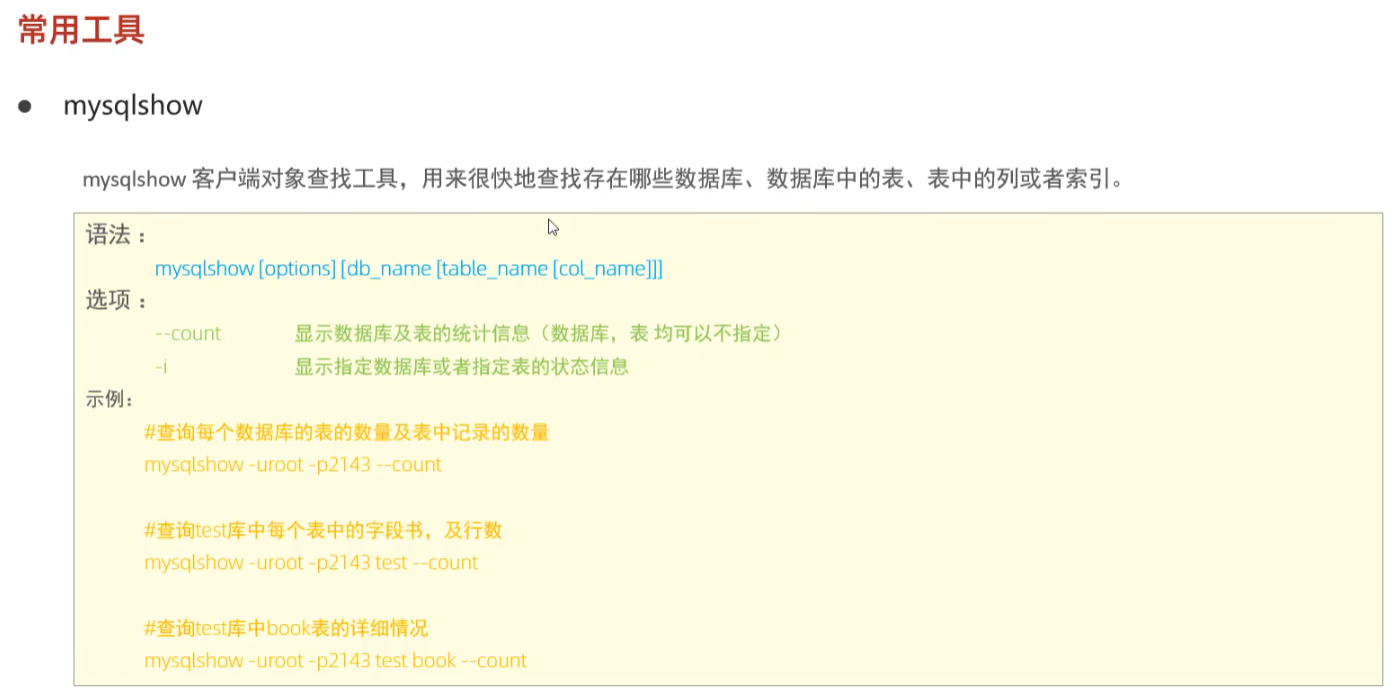 常用工具
● mysqlshow
mysqlshow 客户端对象查找工具，用来很快地查找存在哪些数据库、数据库中的表、表中的列或者索引。
语法：
mysqlshow [options] [db_name [table_name [col_name]]]
选项：
--count 显示数据库及表的统计信息（数据库，表 均可以不指定）
-i 显示指定数据库或者指定表的状态信息
示例：
#查询每个数据库的表的数量及表中记录的数量
mysqlshow -uroot -p2143 --count
#查询test库中每个表中的字段书，及行数
mysqlshow -uroot -p2143 test --count
#查询test库中book表的详细情况
mysqlshow -uroot -p2143 test book --count